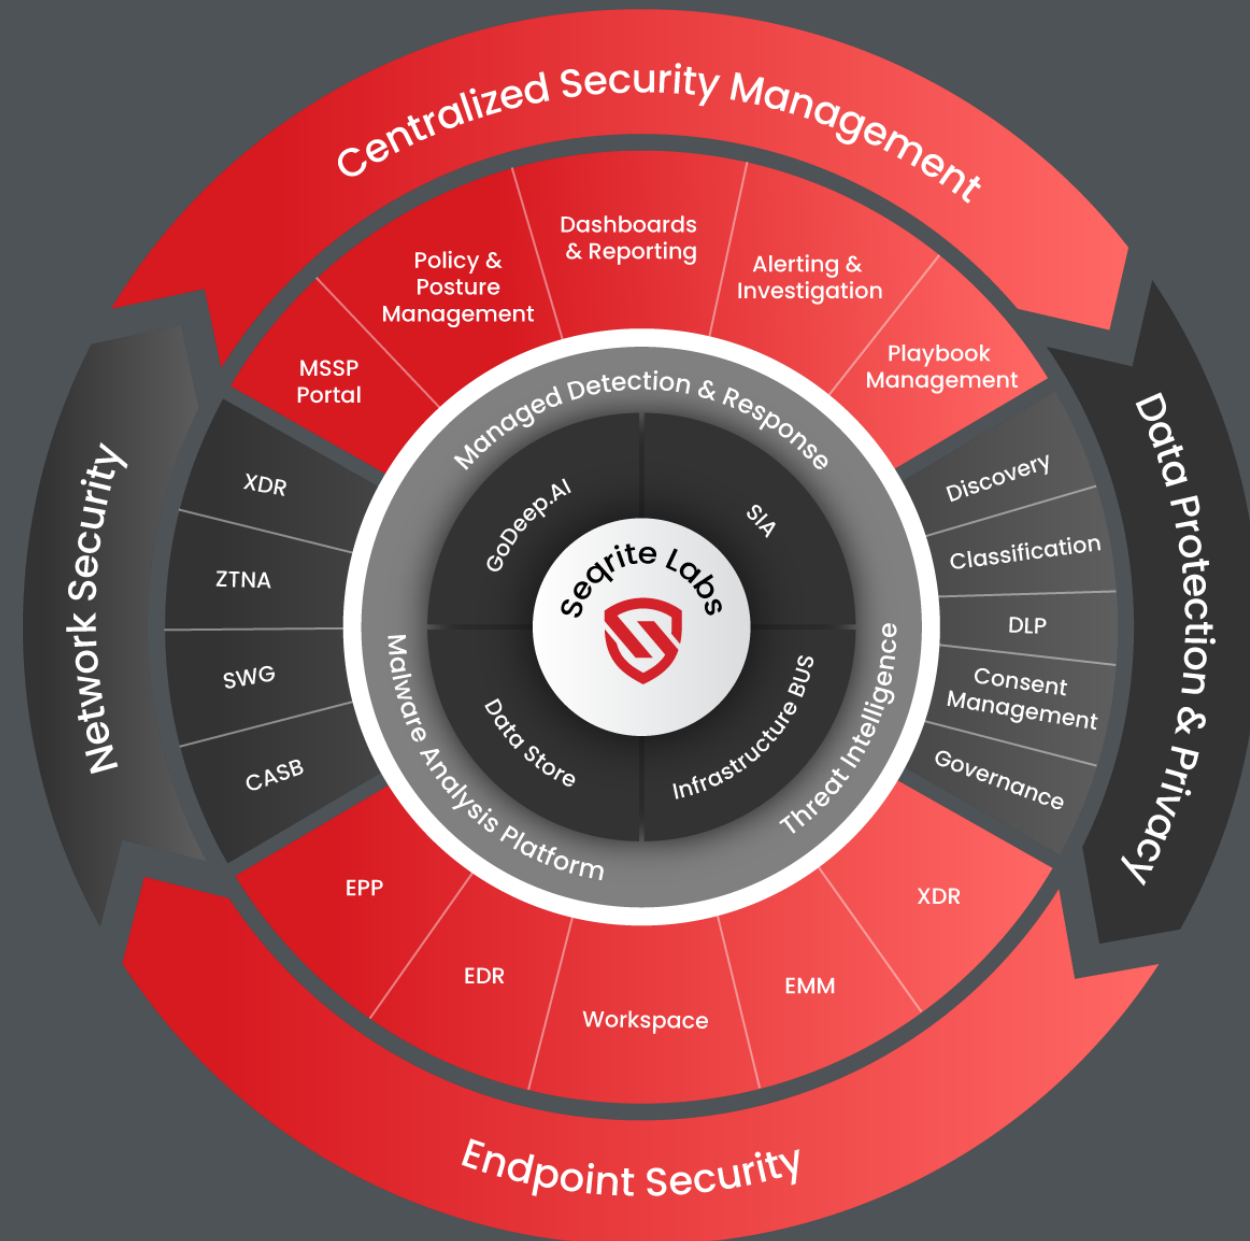 Centralized Security Management
Dashboards
& Reporting
Policy &
Posture
Management
Alerting &
Investigation
MSSP
Portal
Playbook
Management
Network Security
XDR
ZTNA
SWG
CASB
Data Protection & Privacy
Discovery
Classification
DLP
Consent
Management
Governance
Managed Detection & Response
Malware Analysis Platform
Threat Intelligence
GoDeep.AI
SIA
Data Store
Infrastructure BUS
Seqrite Labs
EPP
EDR
Workspace
EMM
XDR
Endpoint Security